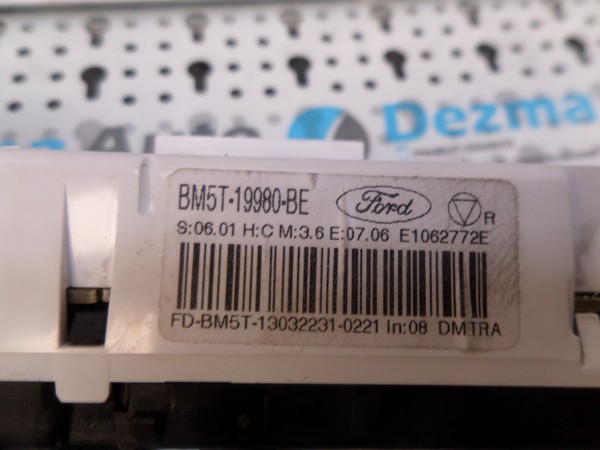 Auto
Dezma
BM5T-19980-BE Ford R
S:06.01 H:C M:3.6 E:07.06 E1062772E
FD-BM5T-13032231-0221 In:08 DMTRA